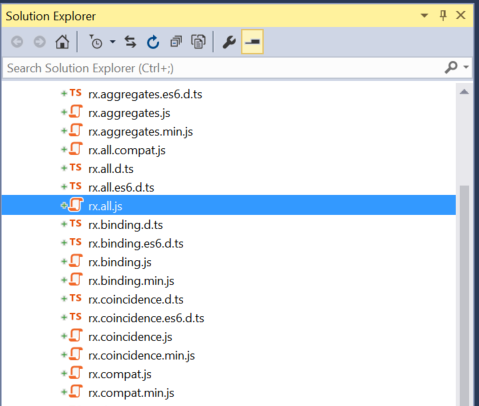 Solution Explorer
Search Solution Explorer (Ctrl+;)
TS rx.aggregates.es6.d.ts
rx.aggregates.js
rx.aggregates.min.js
rx.all.compat.js
TS rx.all.d.ts
TS rx.all.es6.d.ts
rx.all.js
TS rx.binding.d.ts
TS rx.binding.es6.d.ts
rx.binding.js
rx.binding.min.js
TS rx.coincidence.d.ts
TS rx.coincidence.es6.d.ts
rx.coincidence.js
rx.coincidence.min.js
rx.compat.js
rx.compat.min.js